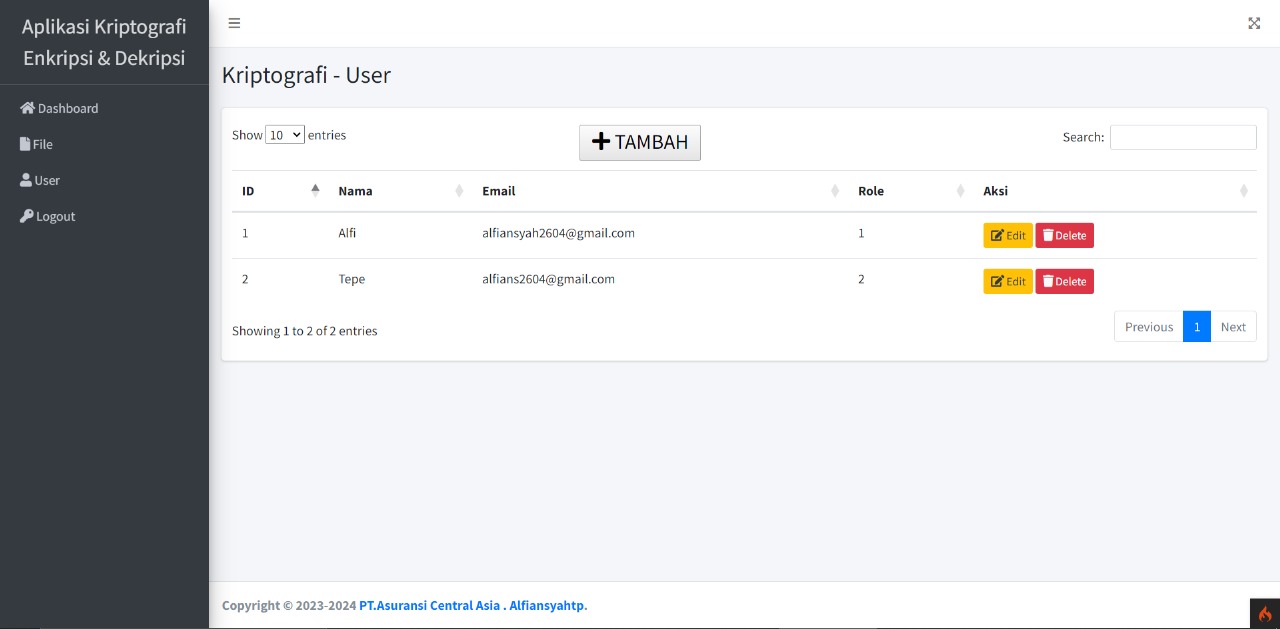 Aplikasi Kriptografi
Enkripsi & Dekripsi
Dashboard
File
User
Logout
Kriptografi - User
Show 10 entries
TAMBAH
Search:
ID Nama Email Role Aksi
1 Alfi alfiansyah2604@gmail.com 1 Edit Delete
2 Tepe alfians2604@gmail.com 2 Edit Delete
Showing 1 to 2 of 2 entries
Previous 1 Next
Copyright © 2023-2024 PT.Asuransi Central Asia . Alfiansyahtp.